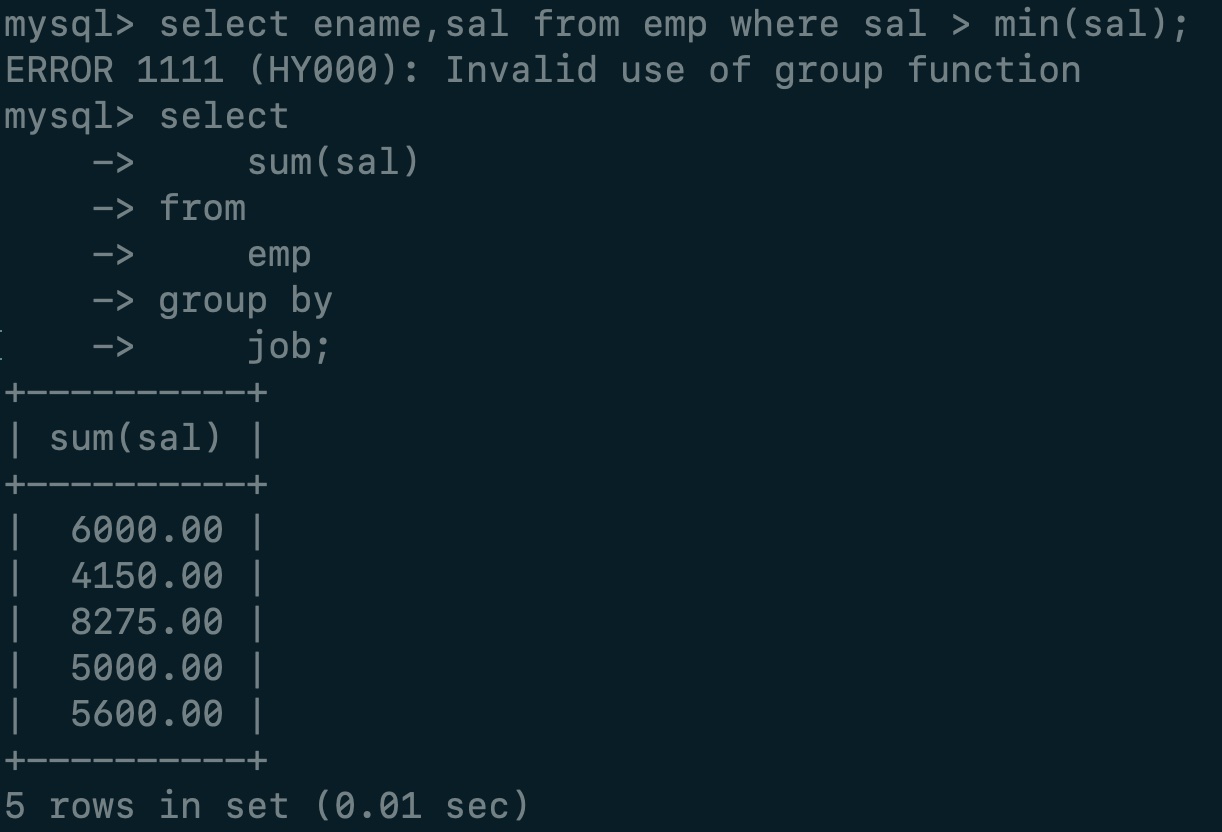 mysql> select ename,sal from emp where sal > min(sal);
ERROR 1111 (HY000): Invalid use of group function
mysql> select
    ->     sum(sal)
    -> from
    ->     emp
    -> group by
    ->     job;
+----------+
| sum(sal) |
+----------+
|  6000.00 |
|  4150.00 |
|  8275.00 |
|  5000.00 |
|  5600.00 |
+----------+
5 rows in set (0.01 sec)